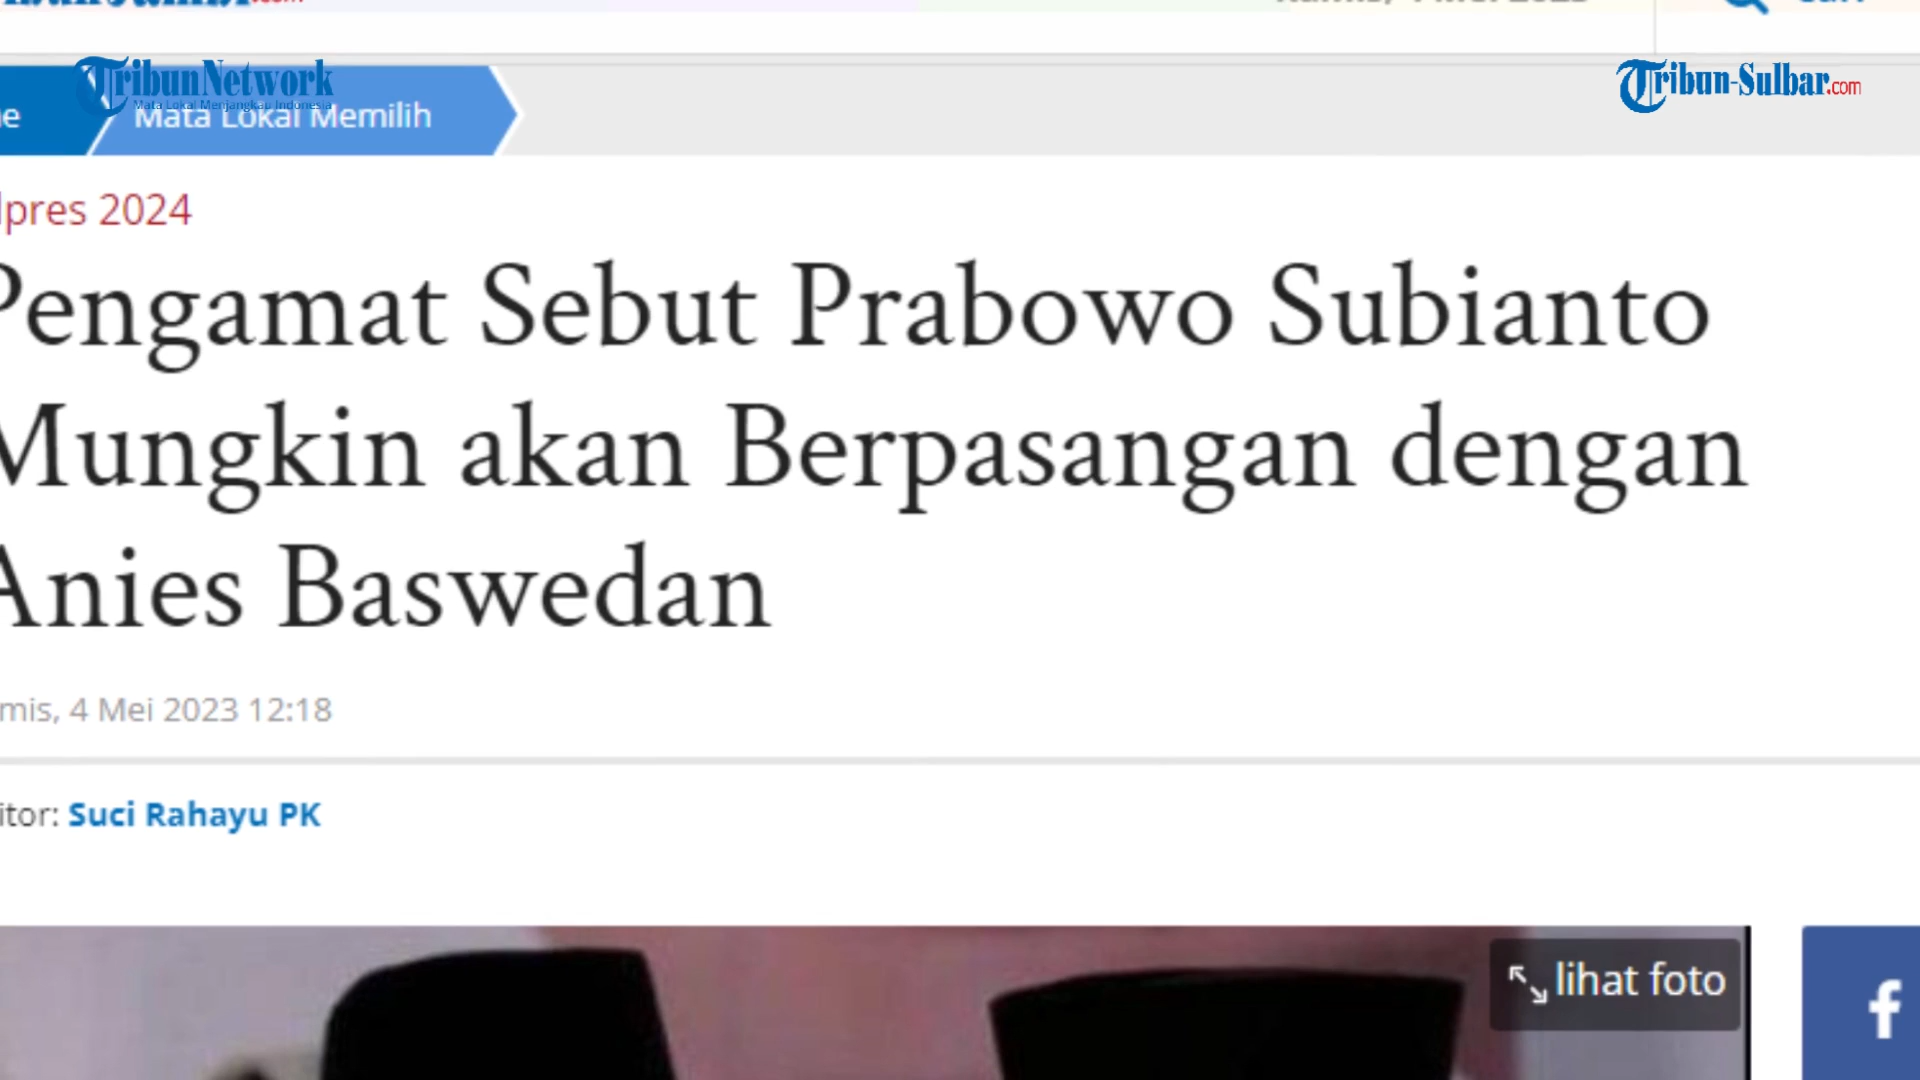 TribunNetwork
Mata Lokal Menjangkau Indonesia
Tribun-Sulbar.com
Mata Lokal Memilih
pres 2024
Pengamat Sebut Prabowo Subianto
Mungkin akan Berpasangan dengan
Anies Baswedan
mis, 4 Mei 2023 12:18
itor: Suci Rahayu PK
lihat foto
f